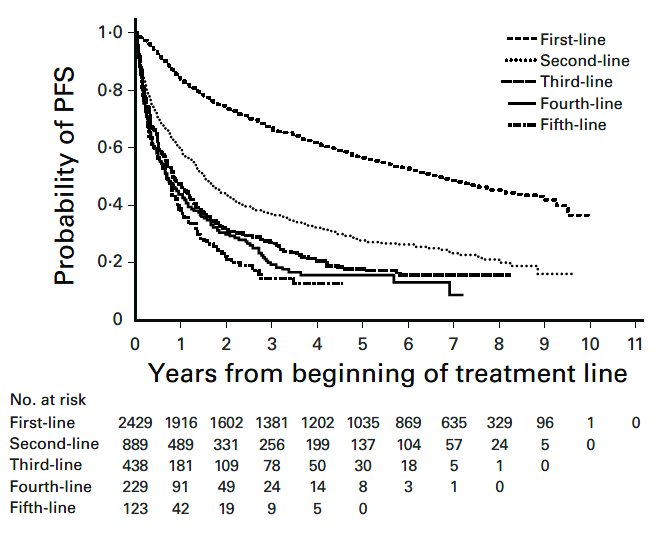 Probability of PFS
1·0
0·8
0·6
0·4
0·2
0
First-line
Second-line
Third-line
Fourth-line
Fifth-line
0 1 2 3 4 5 6 7 8 9 10 11
Years from beginning of treatment line
No. at risk
First-line 2429 1916 1602 1381 1202 1035 869 635 329 96 1 0
Second-line 889 489 331 256 199 137 104 57 24 5 0
Third-line 438 181 109 78 50 30 18 5 1 0
Fourth-line 229 91 49 24 14 8 3 1 0
Fifth-line 123 42 19 9 5 0